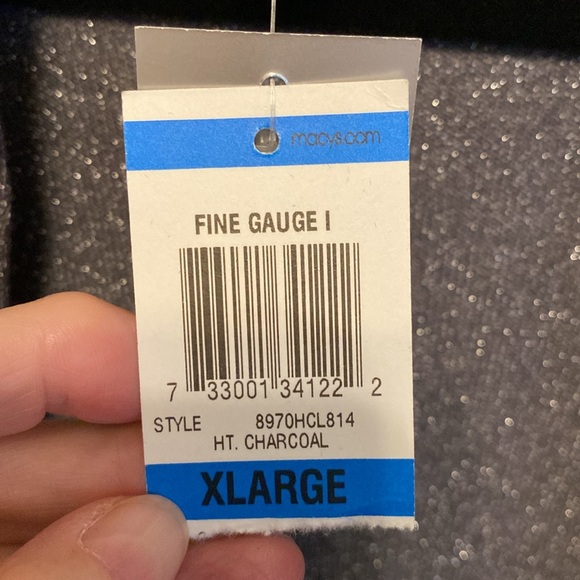 macys.com
FINE GAUGE I
7 33001 34122 2
STYLE 8970HCL814
HT. CHARCOAL
XLARGE